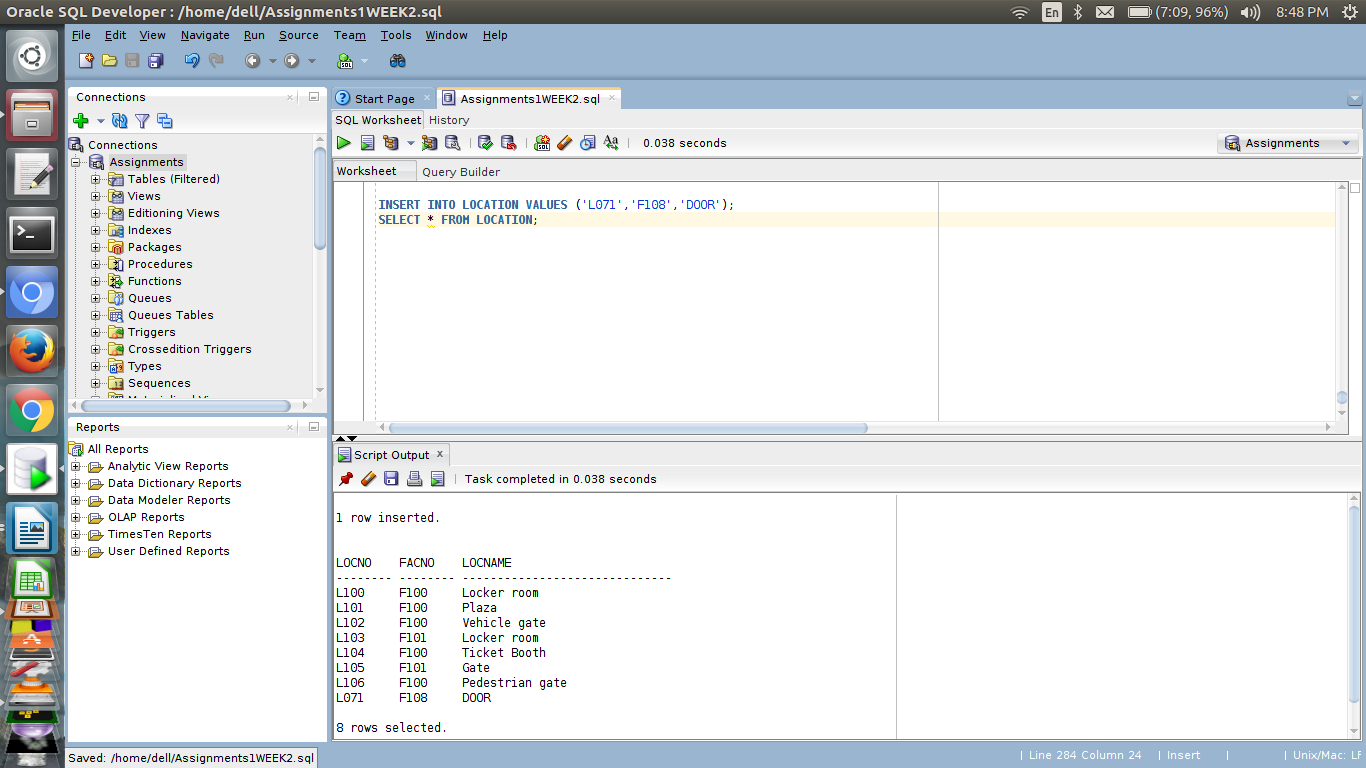 Oracle SQL Developer : /home/dell/Assignments1WEEK2.sql
En
(7:09, 96%)
8:48 PM
File Edit View Navigate Run Source Team Tools Window Help
Connections
Connections
Assignments
Tables (Filtered)
Views
Editioning Views
Indexes
Packages
Procedures
Functions
Queues
Queues Tables
Triggers
Crossedition Triggers
Types
Sequences
Reports
All Reports
Analytic View Reports
Data Dictionary Reports
Data Modeler Reports
OLAP Reports
TimesTen Reports
User Defined Reports
Start Page
Assignments1WEEK2.sql
SQL Worksheet History
0.038 seconds
Assignments
Worksheet Query Builder
INSERT INTO LOCATION VALUES ('L071','F108','DOOR');
SELECT * FROM LOCATION;
Script Output
Task completed in 0.038 seconds
1 row inserted.
LOCNO FACNO LOCNAME
-------- -------- ------------------------------
L100 F100 Locker room
L101 F100 Plaza
L102 F100 Vehicle gate
L103 F101 Locker room
L104 F100 Ticket Booth
L105 F101 Gate
L106 F100 Pedestrian gate
L071 F108 DOOR
8 rows selected.
Saved: /home/dell/Assignments1WEEK2.sql
Line 284 Column 24
Insert
Unix/Mac: LF